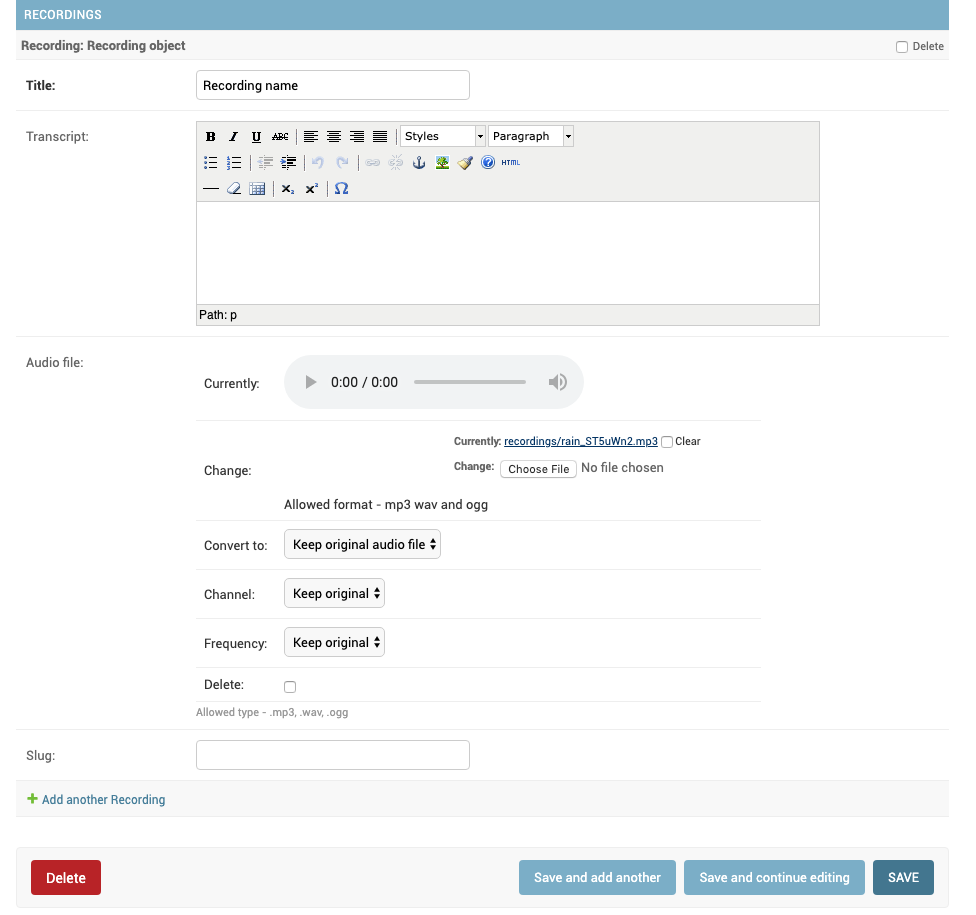 RECORDINGS
Recording: Recording object
Delete
Title:
Recording name
Transcript:
B I U ABC Styles Paragraph
HTML
x₂ x² Ω
Path: p
Audio file:
Currently:
0:00 / 0:00
Currently: recordings/rain_ST5uWn2.mp3 Clear
Change:
Change: Choose File No file chosen
Allowed format - mp3 wav and ogg
Convert to: Keep original audio file
Channel: Keep original
Frequency: Keep original
Delete:
Allowed type - .mp3, .wav, .ogg
Slug:
Add another Recording
Delete
Save and add another
Save and continue editing
SAVE